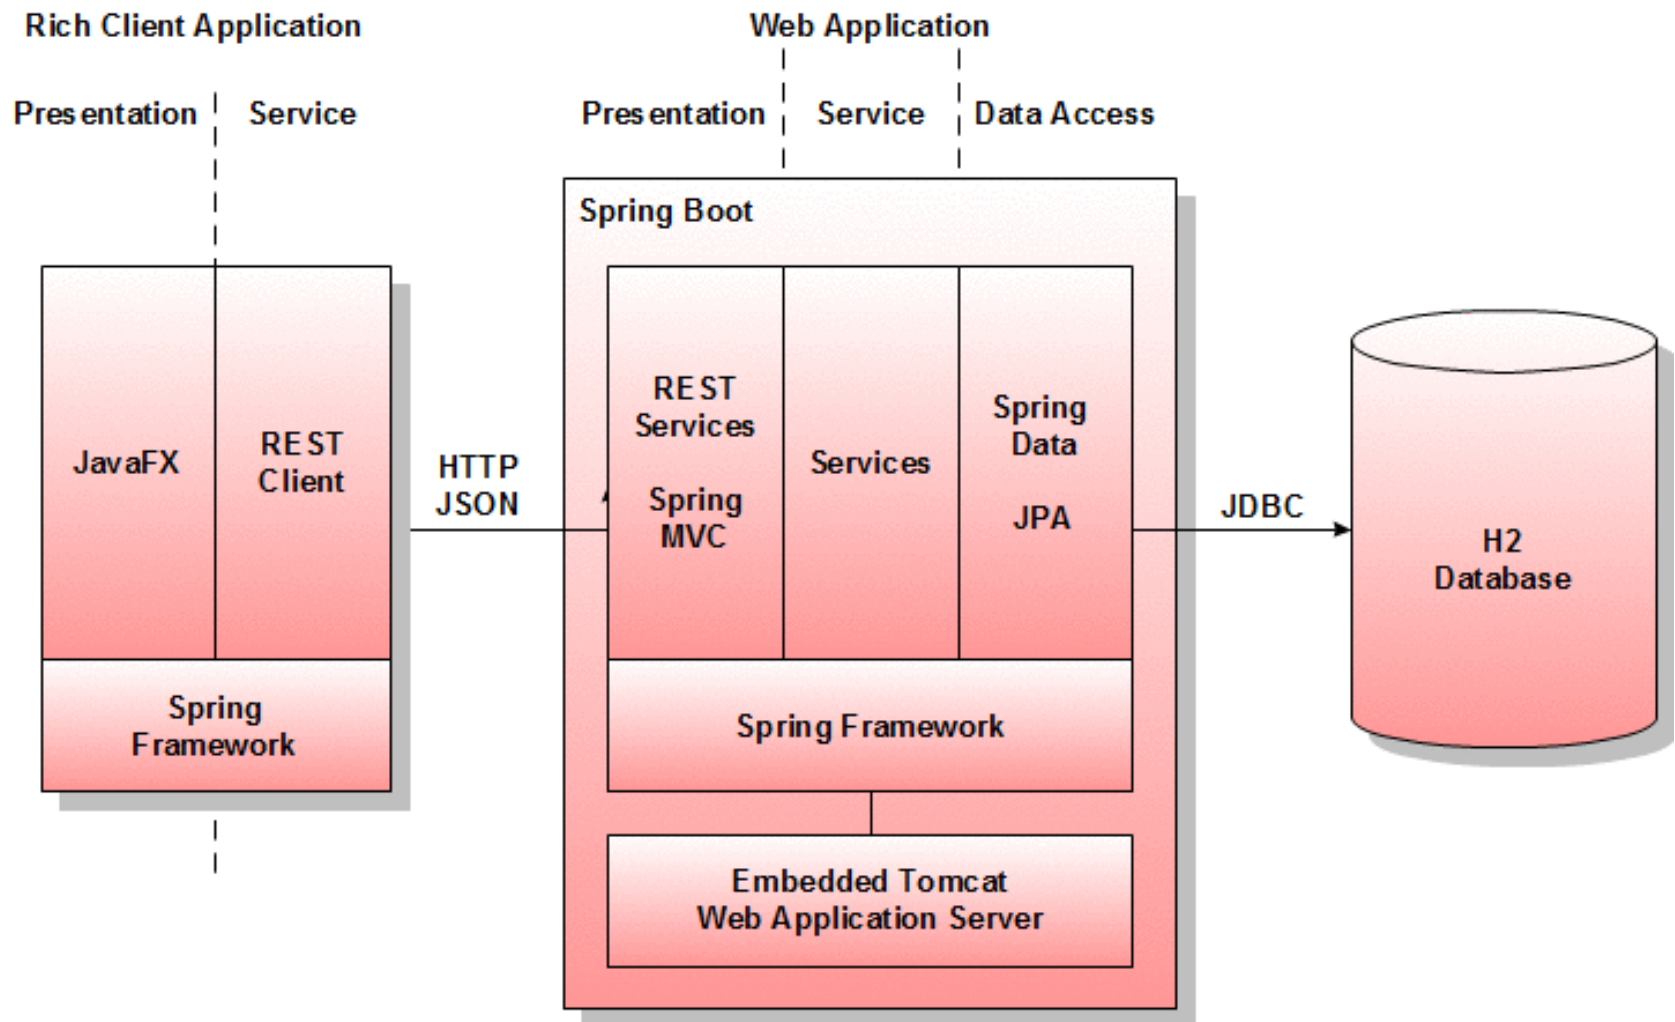 Rich Client Application
Web Application
Presentation
Service
Presentation
Service
Data Access
Spring Boot
JavaFX
REST
Client
HTTP
JSON
REST
Services
Spring
MVC
Services
Spring
Data
JPA
JDBC
H2
Database
Spring
Framework
Spring Framework
Embedded Tomcat
Web Application Server